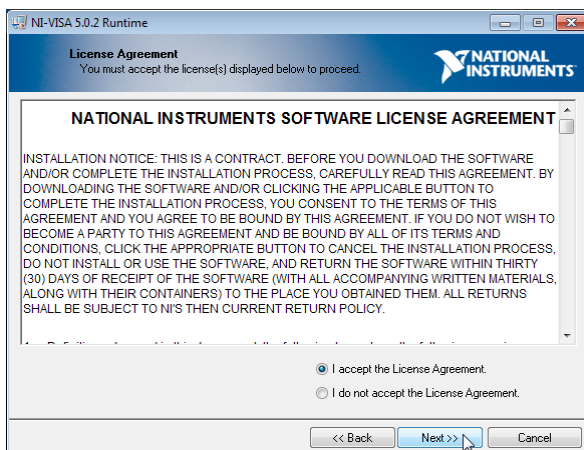 NI-VISA 5.0.2 Runtime
License Agreement
You must accept the license(s) displayed below to proceed.
NATIONAL
INSTRUMENTS
NATIONAL INSTRUMENTS SOFTWARE LICENSE AGREEMENT
INSTALLATION NOTICE: THIS IS A CONTRACT. BEFORE YOU DOWNLOAD THE SOFTWARE
AND/OR COMPLETE THE INSTALLATION PROCESS, CAREFULLY READ THIS AGREEMENT. BY
DOWNLOADING THE SOFTWARE AND/OR CLICKING THE APPLICABLE BUTTON TO
COMPLETE THE INSTALLATION PROCESS, YOU CONSENT TO THE TERMS OF THIS
AGREEMENT AND YOU AGREE TO BE BOUND BY THIS AGREEMENT. IF YOU DO NOT WISH TO
BECOME A PARTY TO THIS AGREEMENT AND BE BOUND BY ALL OF ITS TERMS AND
CONDITIONS, CLICK THE APPROPRIATE BUTTON TO CANCEL THE INSTALLATION PROCESS,
DO NOT INSTALL OR USE THE SOFTWARE, AND RETURN THE SOFTWARE WITHIN THIRTY
(30) DAYS OF RECEIPT OF THE SOFTWARE (WITH ALL ACCOMPANYING WRITTEN MATERIALS,
ALONG WITH THEIR CONTAINERS) TO THE PLACE YOU OBTAINED THEM. ALL RETURNS
SHALL BE SUBJECT TO NI'S THEN CURRENT RETURN POLICY.
I accept the License Agreement.
I do not accept the License Agreement.
<< Back
Next >>
Cancel